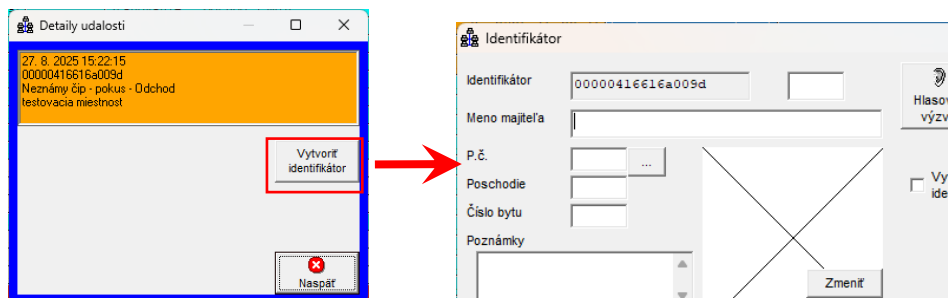 Detaily udalosti
27. 8. 2025 15:22:15
00000416616a009d
Neznámy čip - pokus - Odchod
testovacia miestnost
Vytvoriť
identifikátor
Naspäť
Identifikátor
Identifikátor
00000416616a009d
Hlasov
výzv
Meno majiteľa
P.č.
...
Poschodie
Vy
ide
Číslo bytu
Poznámky
Zmeniť